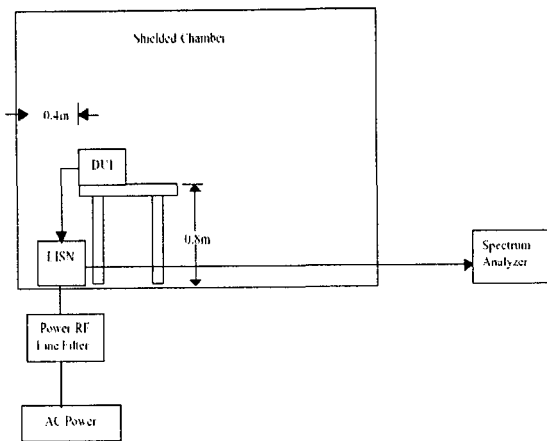 Shielded Chamber
0.4m
DUT
0.8m
LISN
Spectrum
Analyzer
Power RF
Line Filter
AC Power